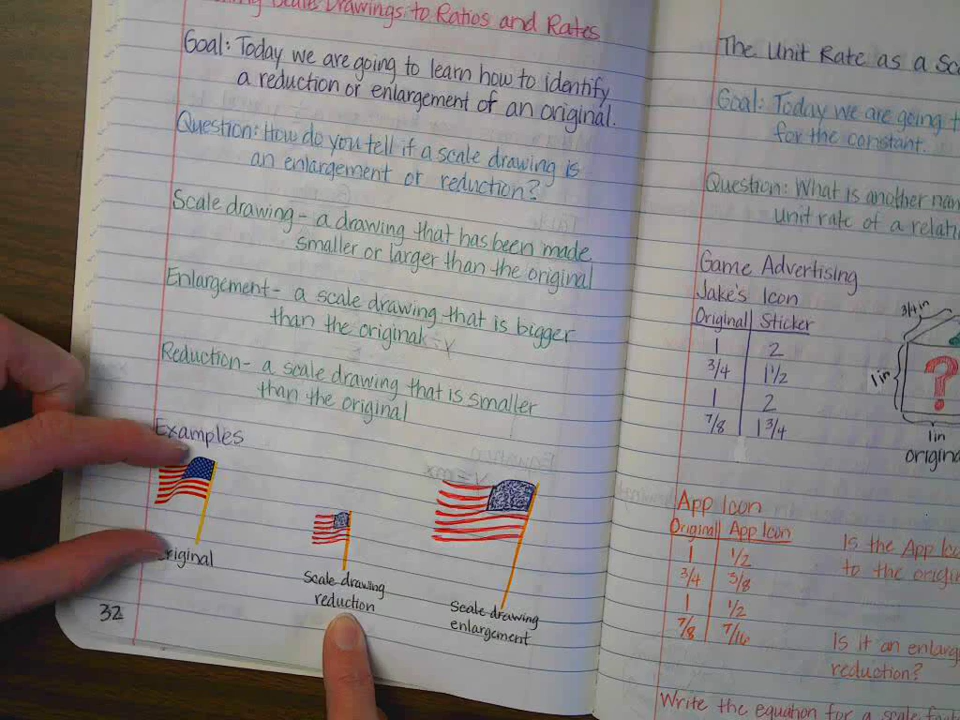 Scale Drawings to Ratios and Rates
Goal: Today we are going to learn how to identify
a reduction or enlargement of an original.
Question: How do you tell if a scale drawing is
an enlargement or reduction?
Scale drawing - a drawing that has been made
smaller or larger than the original
Enlargement - a scale drawing that is bigger
than the original
Reduction - a scale drawing that is smaller
than the original
Examples
original
Scale drawing
reduction
Scale drawing
enlargement
32
The Unit Rate as a
Goal: Today we are going
for the constant.
Question: What is another
unit rate of a
Game Advertising
Jake's Icon
Original Sticker
1 2
3/4 1 1/2
1 2
7/8 1 3/4
3/4 in
1in
?
1in
App Icon
Original App Icon
1 1/2
3/4 3/8
1 1/2
7/8 7/16
Is the App
to the
Is it an
reduction?
Write the equation for a scale